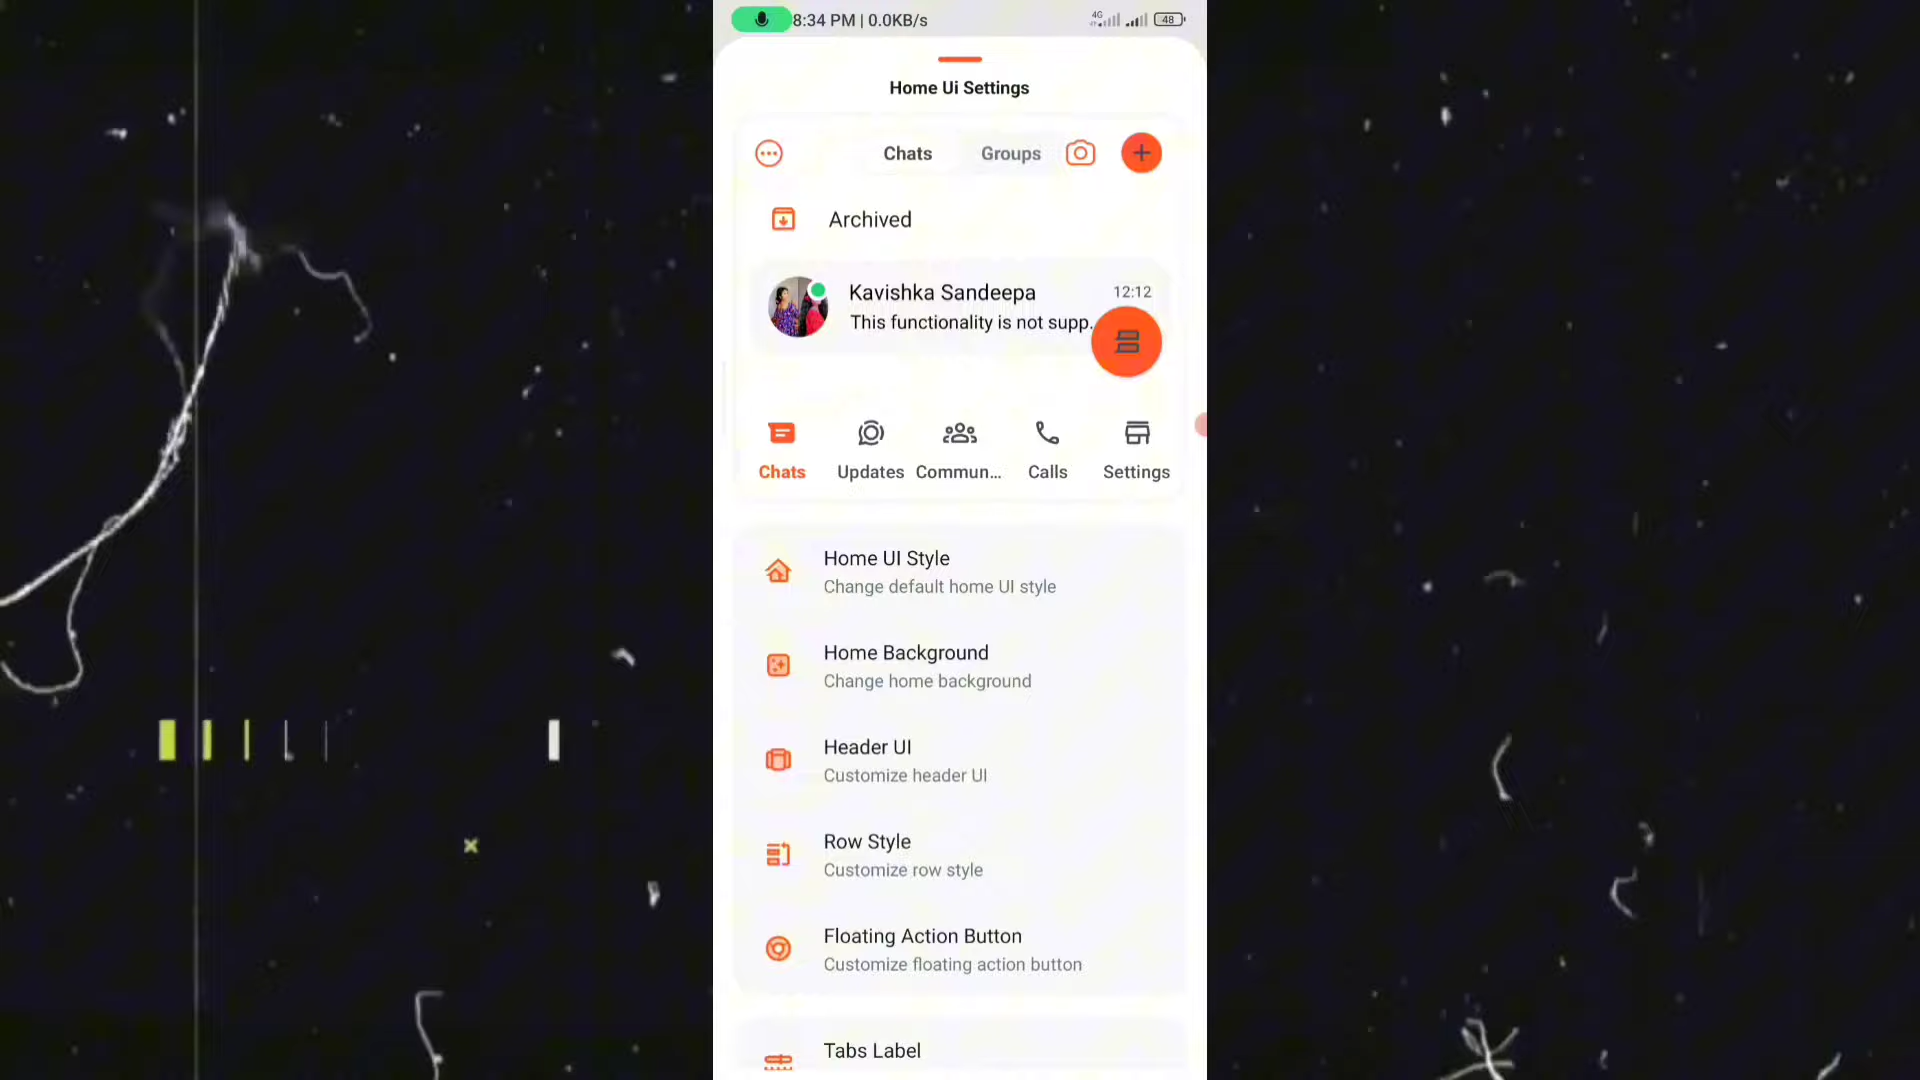 8:34 PM | 0.0KB/s
4G
48
Home Ui Settings
Chats
Groups
Archived
Kavishka Sandeepa
12:12
This functionality is not supp.
Chats
Updates
Commun...
Calls
Settings
Home UI Style
Change default home UI style
Home Background
Change home background
Header UI
Customize header UI
Row Style
Customize row style
Floating Action Button
Customize floating action button
Tabs Label